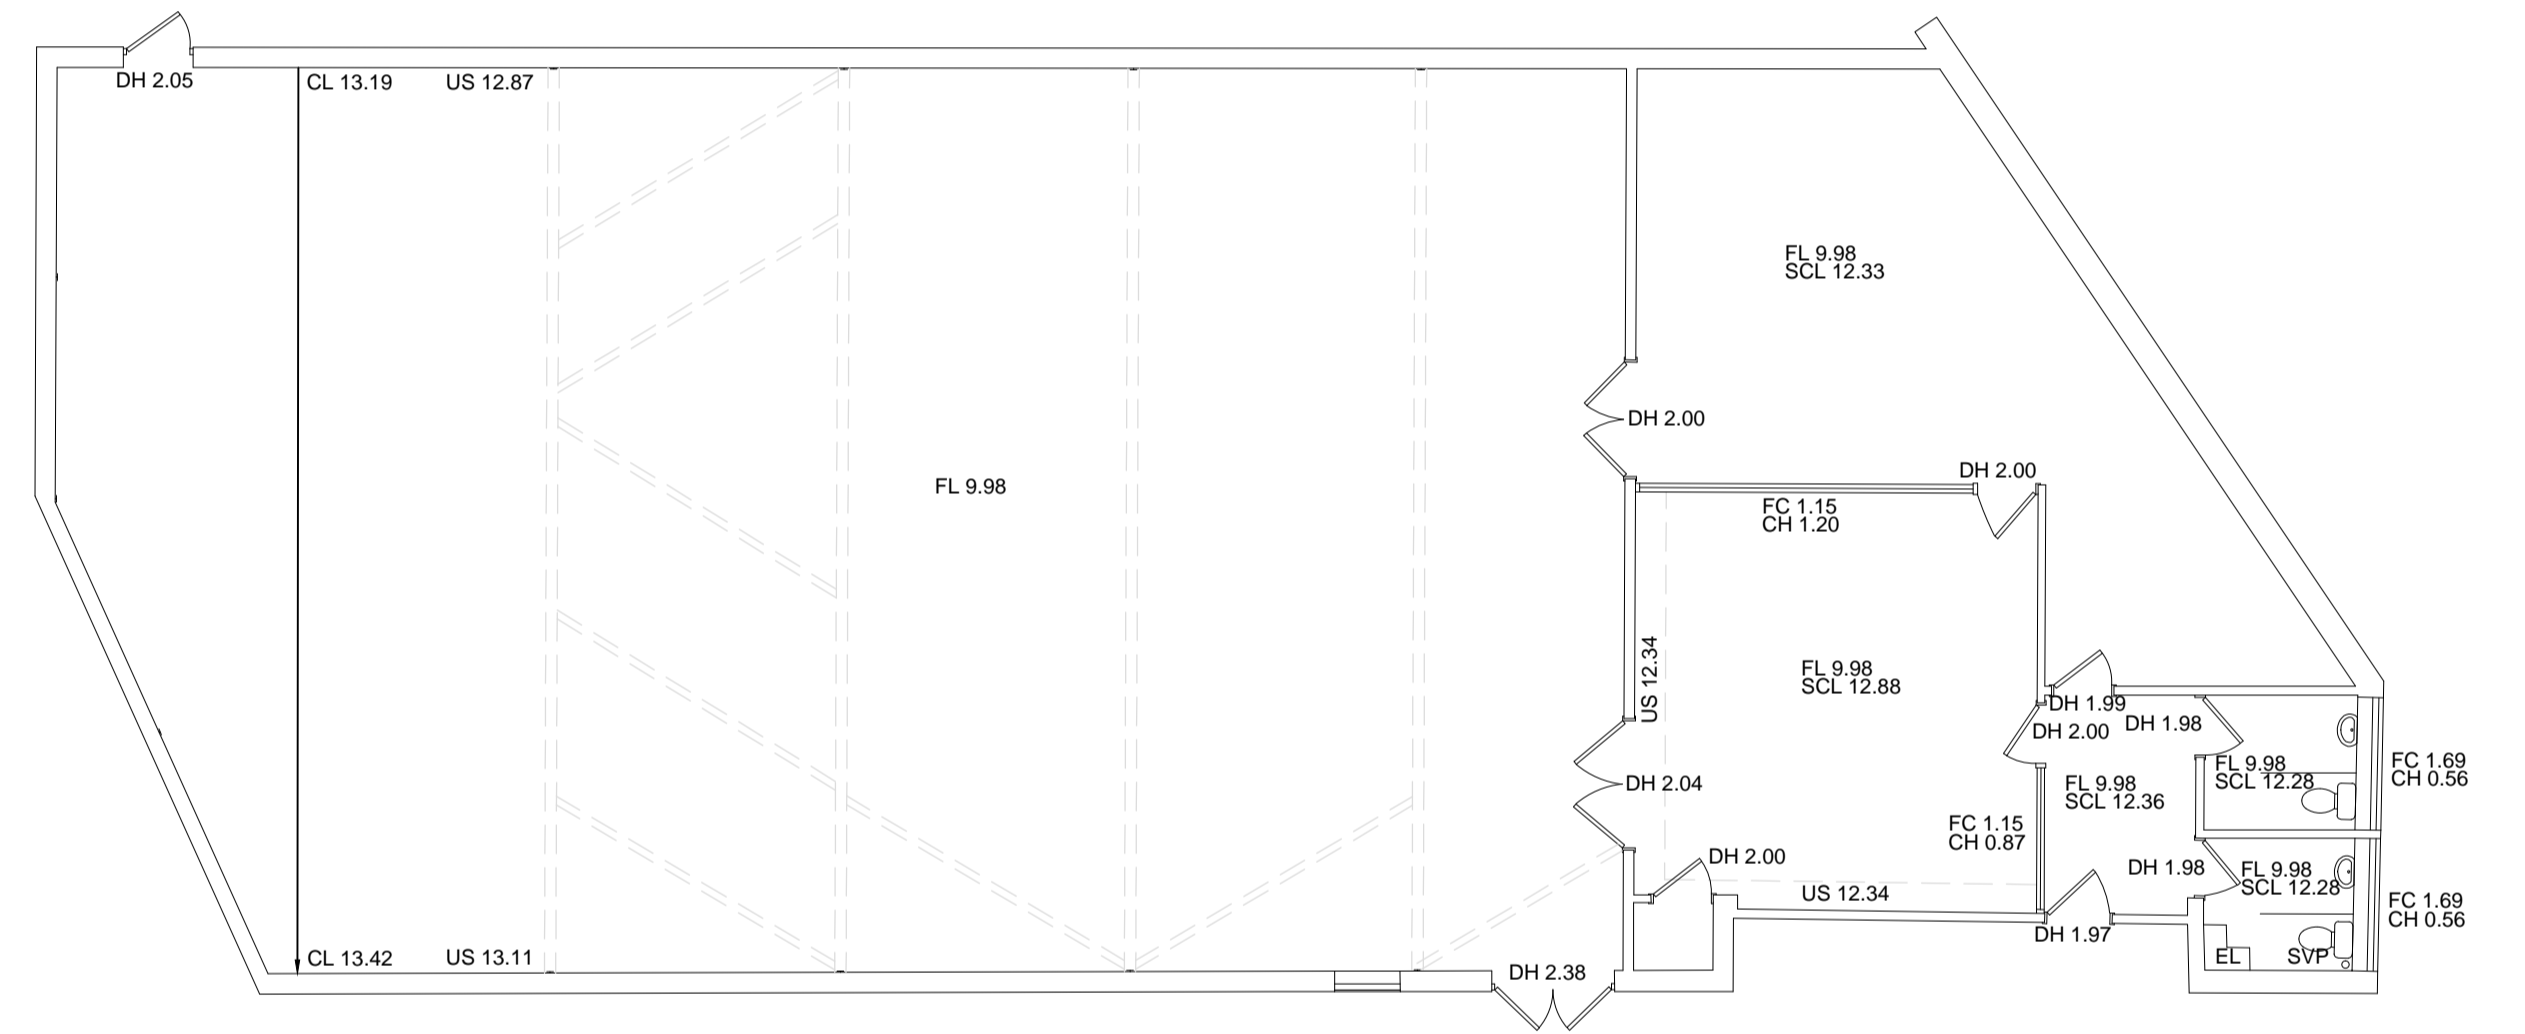 DH 2.05
CL 13.19
US 12.87
FL 9.98
SCL 12.33
DH 2.00
DH 2.00
FL 9.98
FC 1.15
CH 1.20
US 12.34
FL 9.98
SCL 12.88
DH 1.99
DH 1.98
DH 2.00
FL 9.98
SCL 12.28
FC 1.69
CH 0.56
DH 2.04
FL 9.98
SCL 12.36
FC 1.15
CH 0.87
DH 2.00
DH 1.98
FL 9.98
SCL 12.28
US 12.34
FC 1.69
CH 0.56
DH 1.97
CL 13.42
US 13.11
EL
SVP
DH 2.38